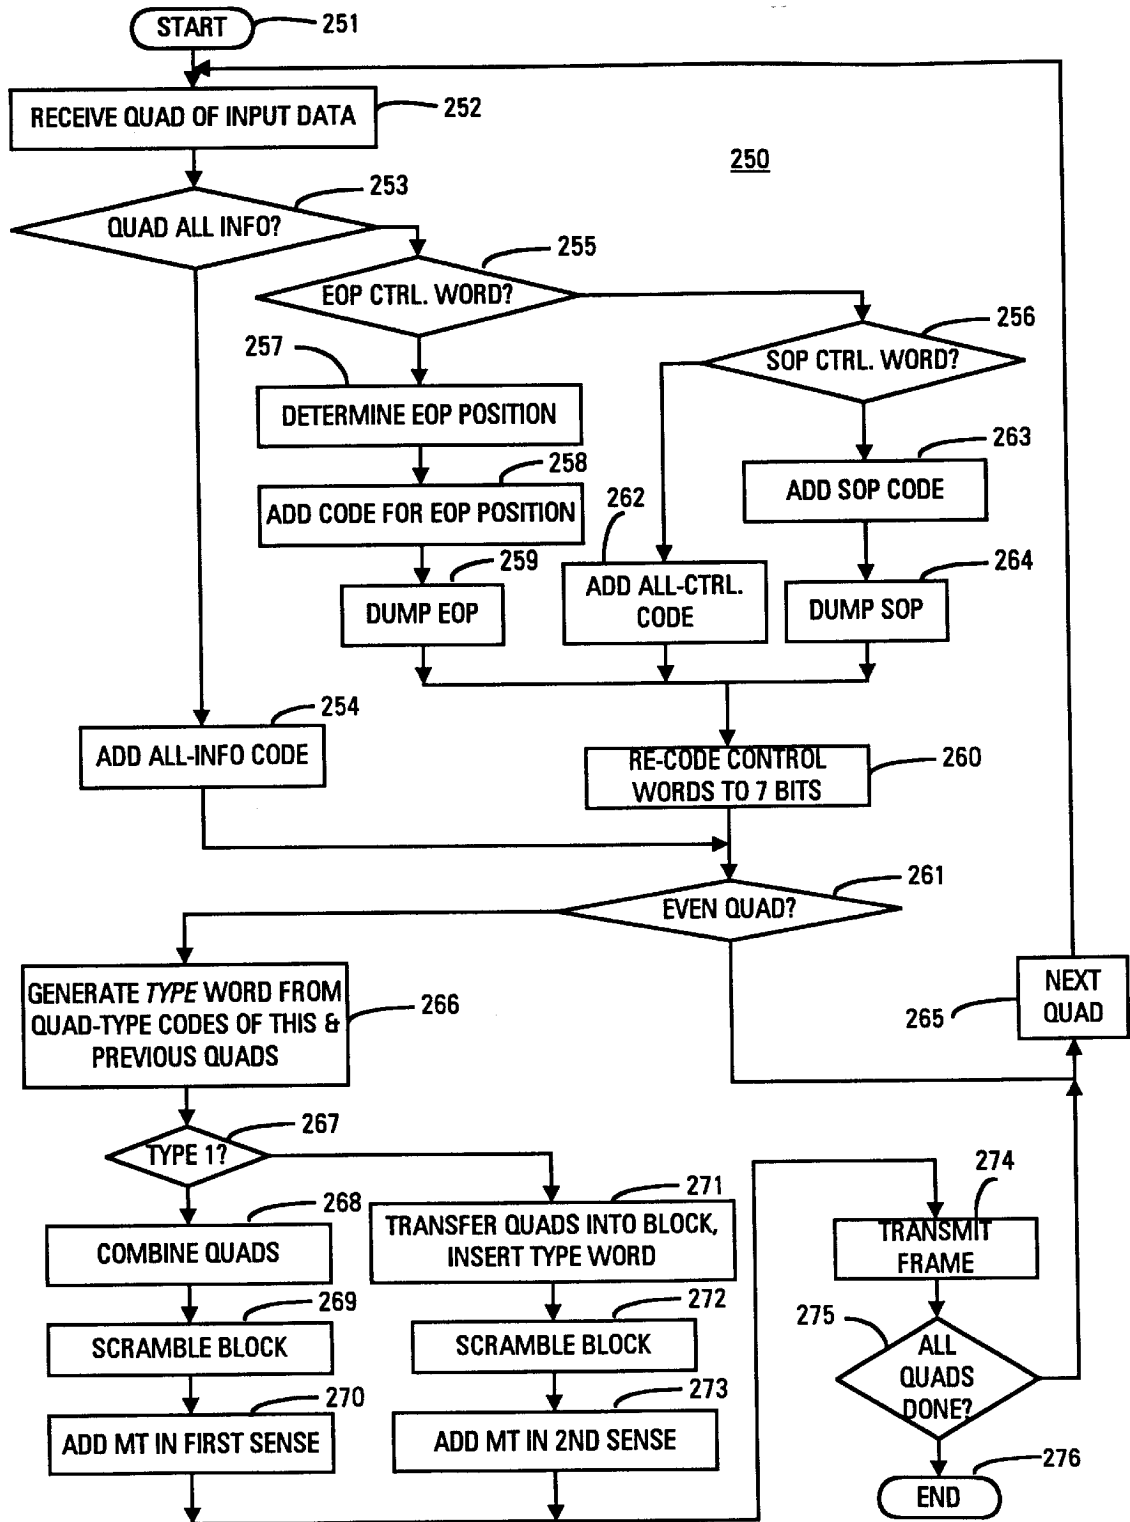 START
251
RECEIVE QUAD OF INPUT DATA
252
250
QUAD ALL INFO?
253
EOP CTRL. WORD?
255
SOP CTRL. WORD?
256
257
DETERMINE EOP POSITION
258
ADD CODE FOR EOP POSITION
259
DUMP EOP
262
ADD ALL-CTRL.
CODE
263
ADD SOP CODE
264
DUMP SOP
254
ADD ALL-INFO CODE
RE-CODE CONTROL
WORDS TO 7 BITS
260
EVEN QUAD?
261
GENERATE TYPE WORD FROM
QUAD-TYPE CODES OF THIS &
PREVIOUS QUADS
266
NEXT
QUAD
265
TYPE 1?
267
268
COMBINE QUADS
269
SCRAMBLE BLOCK
270
ADD MT IN FIRST SENSE
271
TRANSFER QUADS INTO BLOCK,
INSERT TYPE WORD
272
SCRAMBLE BLOCK
273
ADD MT IN 2ND SENSE
274
TRANSMIT
FRAME
275
ALL
QUADS
DONE?
END
276